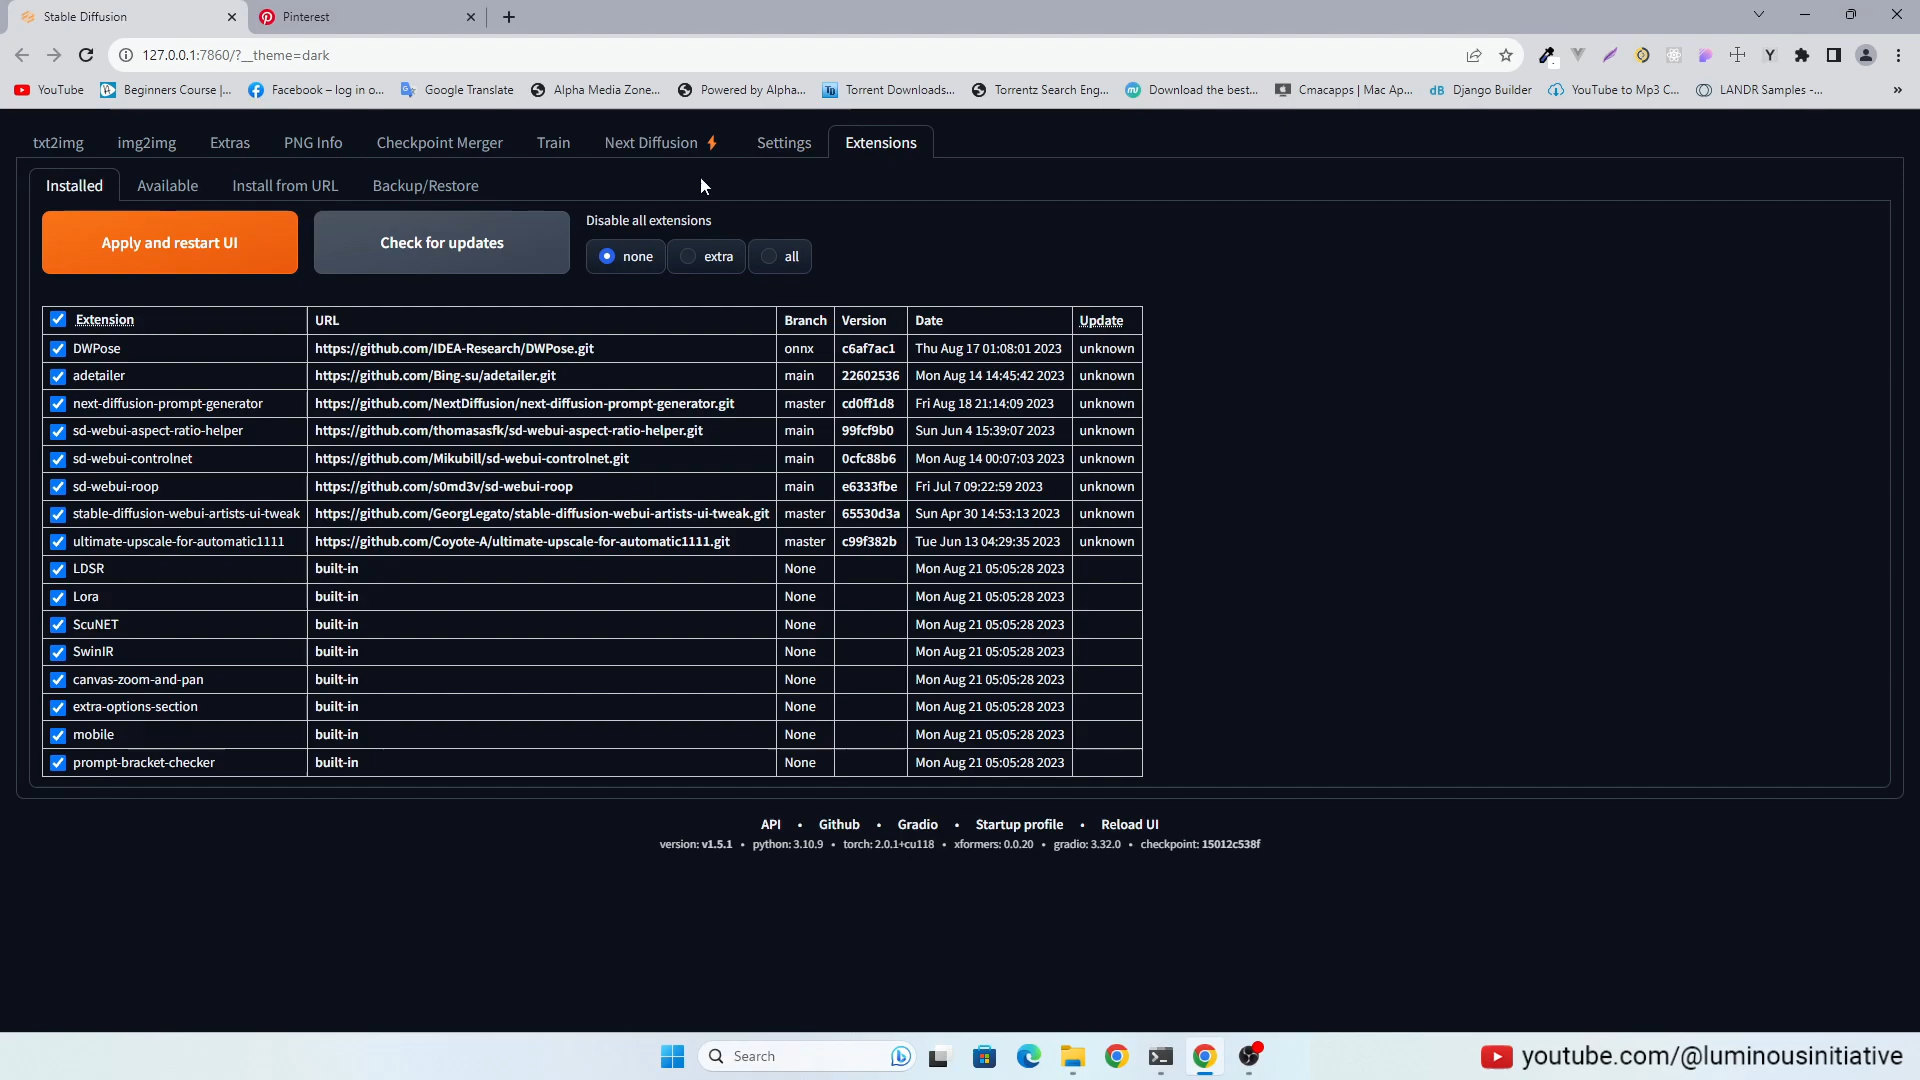 Stable Diffusion
Pinterest
127.0.0.1:7860/?__theme=dark
YouTube
Beginners Course |...
Facebook – log in o...
Google Translate
Alpha Media Zone...
Powered by Alpha...
Torrent Downloads...
Torrentz Search Eng...
Download the best...
Cmacapps | Mac Ap...
Django Builder
YouTube to Mp3 C...
LANDR Samples -...
txt2img
img2img
Extras
PNG Info
Checkpoint Merger
Train
Next Diffusion
Settings
Extensions
Installed
Available
Install from URL
Backup/Restore
Apply and restart UI
Check for updates
Disable all extensions
none
extra
all
Extension URL Branch Version Date Update
DWPose https://github.com/IDEA-Research/DWPose.git onnx c6af7ac1 Thu Aug 17 01:08:01 2023 unknown
adetailer https://github.com/Bing-su/adetailer.git main 22602536 Mon Aug 14 14:45:42 2023 unknown
next-diffusion-prompt-generator https://github.com/NextDiffusion/next-diffusion-prompt-generator.git master cd0ff1d8 Fri Aug 18 21:14:09 2023 unknown
sd-webui-aspect-ratio-helper https://github.com/thomasasfk/sd-webui-aspect-ratio-helper.git main 99fcf9b0 Sun Jun 4 15:39:07 2023 unknown
sd-webui-controlnet https://github.com/Mikubill/sd-webui-controlnet.git main 0cfc88b6 Mon Aug 14 00:07:03 2023 unknown
sd-webui-roop https://github.com/s0md3v/sd-webui-roop main e6333fbe Fri Jul 7 09:22:59 2023 unknown
stable-diffusion-webui-artists-ui-tweak https://github.com/GeorgLegato/stable-diffusion-webui-artists-ui-tweak.git master 65530d3a Sun Apr 30 14:53:13 2023 unknown
ultimate-upscale-for-automatic1111 https://github.com/Coyote-A/ultimate-upscale-for-automatic1111.git master c99f382b Tue Jun 13 04:29:35 2023 unknown
LDSR built-in None Mon Aug 21 05:05:28 2023
Lora built-in None Mon Aug 21 05:05:28 2023
ScuNET built-in None Mon Aug 21 05:05:28 2023
SwinIR built-in None Mon Aug 21 05:05:28 2023
canvas-zoom-and-pan built-in None Mon Aug 21 05:05:28 2023
extra-options-section built-in None Mon Aug 21 05:05:28 2023
mobile built-in None Mon Aug 21 05:05:28 2023
prompt-bracket-checker built-in None Mon Aug 21 05:05:28 2023
API • Github • Gradio • Startup profile • Reload UI
version: v1.5.1 • python: 3.10.9 • torch: 2.0.1+cu118 • xformers: 0.0.20 • gradio: 3.32.0 • checkpoint: 15012c538f
Search
youtube.com/@luminousinitiative